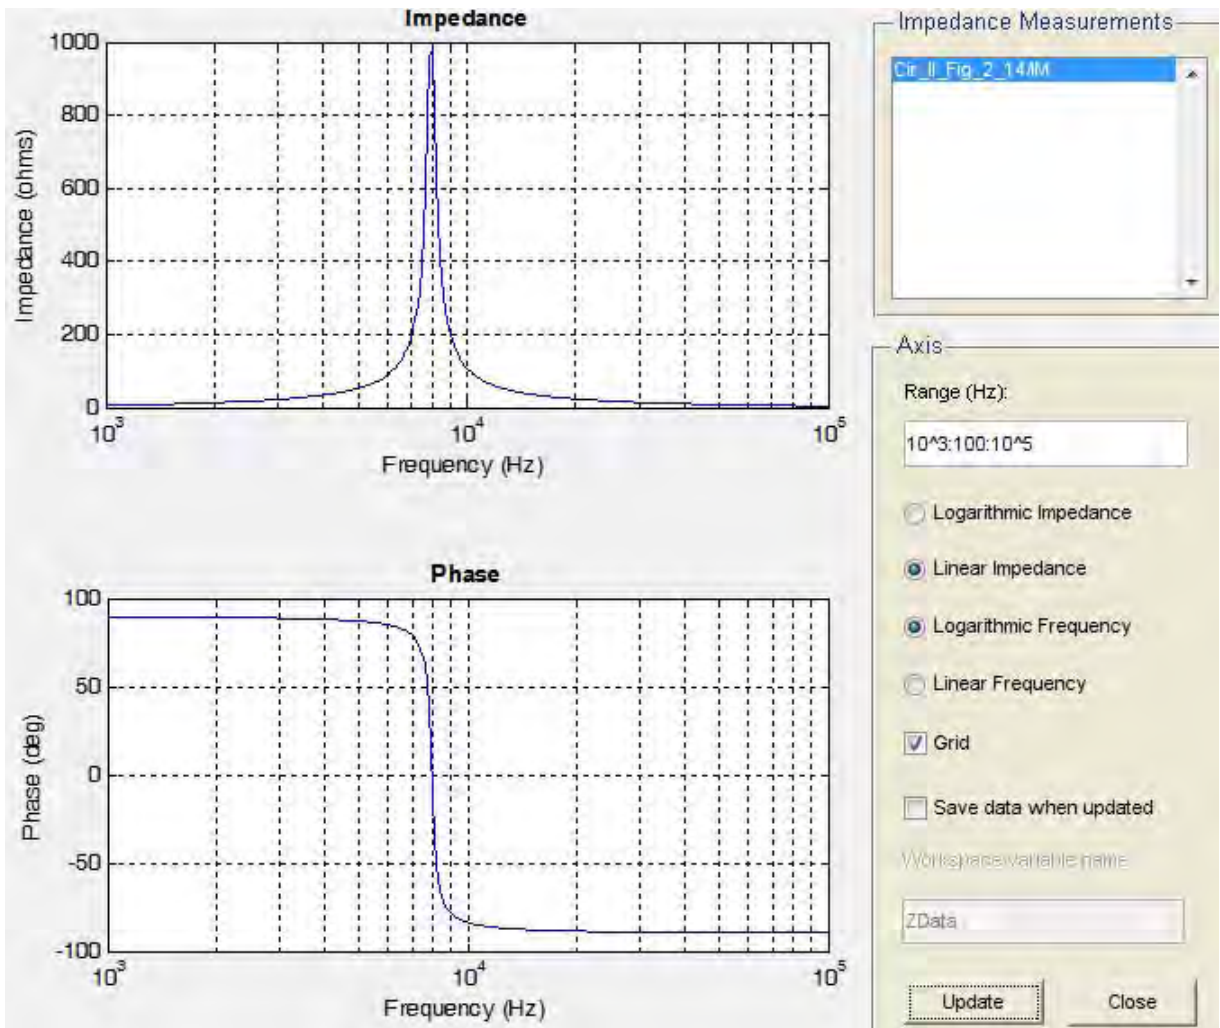 Impedance
1000
800
600
400
200
0
Impedance (ohms)
10^3
10^4
10^5
Frequency (Hz)
Phase
100
50
0
-50
-100
Phase (deg)
10^3
10^4
10^5
Frequency (Hz)
Impedance Measurements
Cir_II_Fig_2_14/IM
Axis
Range (Hz):
10^3:100:10^5
Logarithmic Impedance
Linear Impedance
Logarithmic Frequency
Linear Frequency
Grid
Save data when updated
Workspace variable name
ZData
Update
Close